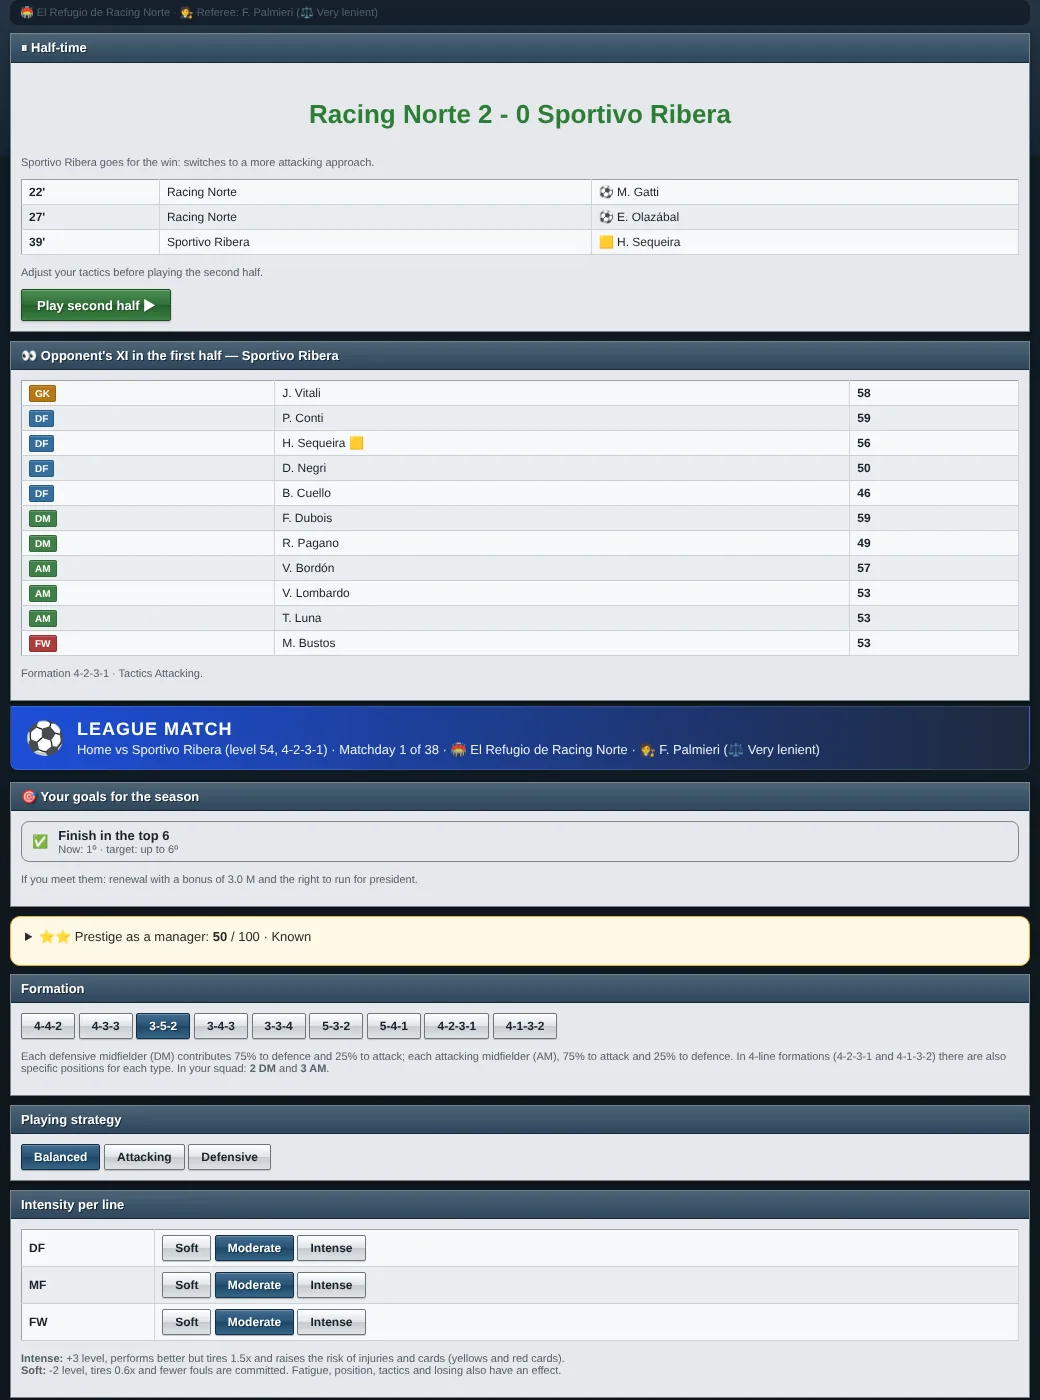 El Refugio de Racing Norte · Referee: F. Palmieri (⚖️ Very lenient)
Half-time
Racing Norte 2 - 0 Sportivo Ribera
Sportivo Ribera goes for the win: switches to a more attacking approach.
22' Racing Norte ⚽ M. Gatti
27' Racing Norte ⚽ E. Olazábal
39' Sportivo Ribera 🟨 H. Sequeira
Adjust your tactics before playing the second half.
Play second half ▶
👀 Opponent's XI in the first half — Sportivo Ribera
GK J. Vitali 58
DF P. Conti 59
DF H. Sequeira 🟨 56
DF D. Negri 50
DF B. Cuello 46
DM F. Dubois 59
DM R. Pagano 49
AM V. Bordón 57
AM V. Lombardo 53
AM T. Luna 53
FW M. Bustos 53
Formation 4-2-3-1 · Tactics Attacking.
LEAGUE MATCH
Home vs Sportivo Ribera (level 54, 4-2-3-1) · Matchday 1 of 38 · El Refugio de Racing Norte · F. Palmieri (⚖️ Very lenient)
🎯 Your goals for the season
✅ Finish in the top 6
Now: 1º · target: up to 6º
If you meet them: renewal with a bonus of 3.0 M and the right to run for president.
▶ ⭐⭐ Prestige as a manager: 50 / 100 · Known
Formation
4-4-2 4-3-3 3-5-2 3-4-3 3-3-4 5-3-2 5-4-1 4-2-3-1 4-1-3-2
Each defensive midfielder (DM) contributes 75% to defence and 25% to attack; each attacking midfielder (AM), 75% to attack and 25% to defence. In 4-line formations (4-2-3-1 and 4-1-3-2) there are also
specific positions for each type. In your squad: 2 DM and 3 AM.
Playing strategy
Balanced Attacking Defensive
Intensity per line
DF Soft Moderate Intense
MF Soft Moderate Intense
FW Soft Moderate Intense
Intense: +3 level, performs better but tires 1.5x and raises the risk of injuries and cards (yellows and red cards).
Soft: -2 level, tires 0.6x and fewer fouls are committed. Fatigue, position, tactics and losing also have an effect.